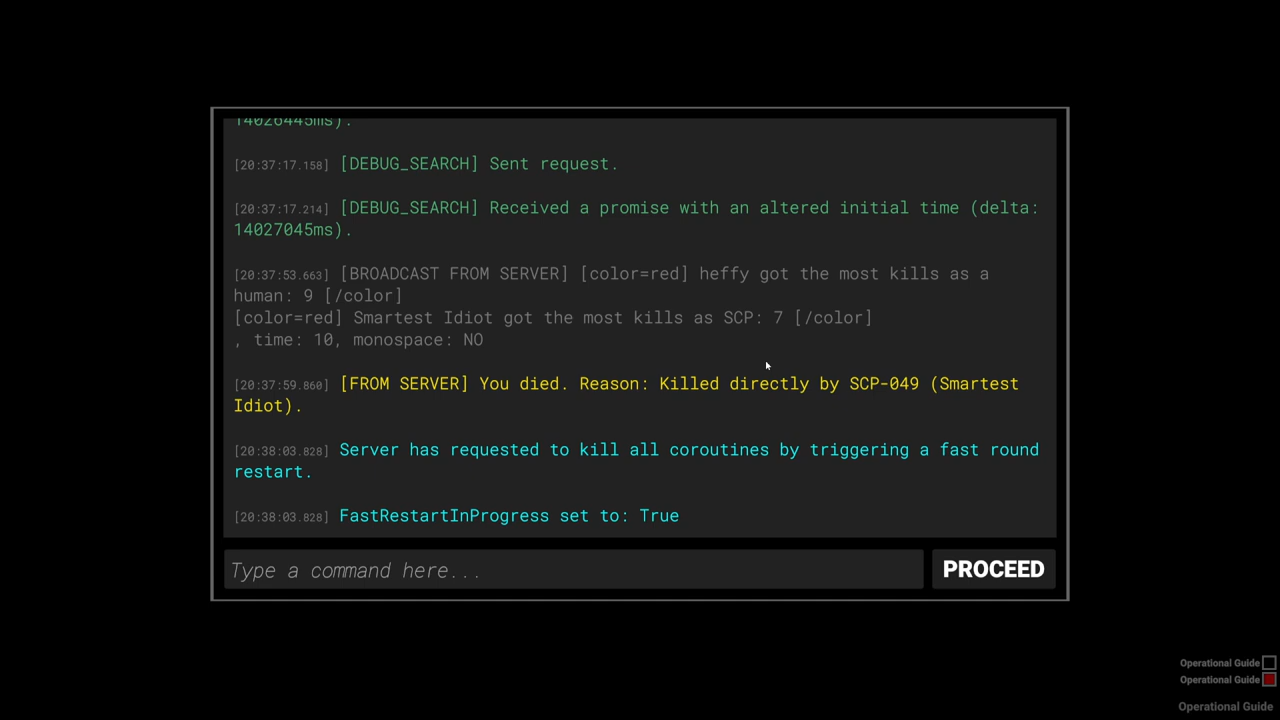 14026445ms).
[20:37:17.158] [DEBUG_SEARCH] Sent request.
[20:37:17.214] [DEBUG_SEARCH] Received a promise with an altered initial time (delta:
14027045ms).
[20:37:53.663] [BROADCAST FROM SERVER] [color=red] heffy got the most kills as a
human: 9 [/color]
[color=red] Smartest Idiot got the most kills as SCP: 7 [/color]
, time: 10, monospace: NO
[20:37:59.860] [FROM SERVER] You died. Reason: Killed directly by SCP-049 (Smartest
Idiot).
[20:38:03.828] Server has requested to kill all coroutines by triggering a fast round
restart.
[20:38:03.828] FastRestartInProgress set to: True
Type a command here...
PROCEED
Operational Guide
Operational Guide
Operational Guide